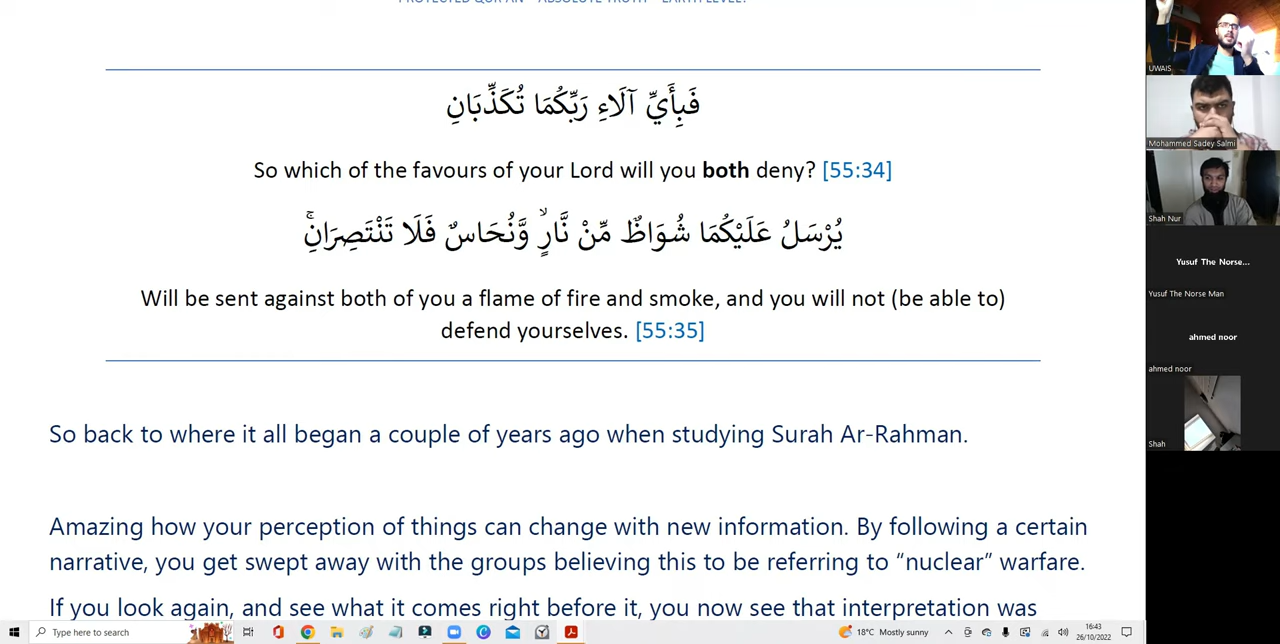 PROTECTED QUR'AN – ABSOLUTE TRUTH – EARTH LEVEL!
فَبِأَيِّ آلَاءِ رَبِّكُمَا تُكَذِّبَانِ
So which of the favours of your Lord will you both deny? [55:34]
يُرْسَلُ عَلَيْكُمَا شُوَاظٌ مِّنْ نَّارٍ ۙ وَّنُحَاسٌ فَلَا تَنْتَصِرَانِ ۚ
Will be sent against both of you a flame of fire and smoke, and you will not (be able to)
defend yourselves. [55:35]
So back to where it all began a couple of years ago when studying Surah Ar-Rahman.
Amazing how your perception of things can change with new information. By following a certain
narrative, you get swept away with the groups believing this to be referring to “nuclear” warfare.
If you look again, and see what it comes right before it, you now see that interpretation was
UWAIS
Mohammed Sadey Salmi
Shah Nur
Yusuf The Norse...
Yusuf The Norse Man
ahmed noor
ahmed noor
Shah
Type here to search
18°C Mostly sunny
16:43
26/10/2022